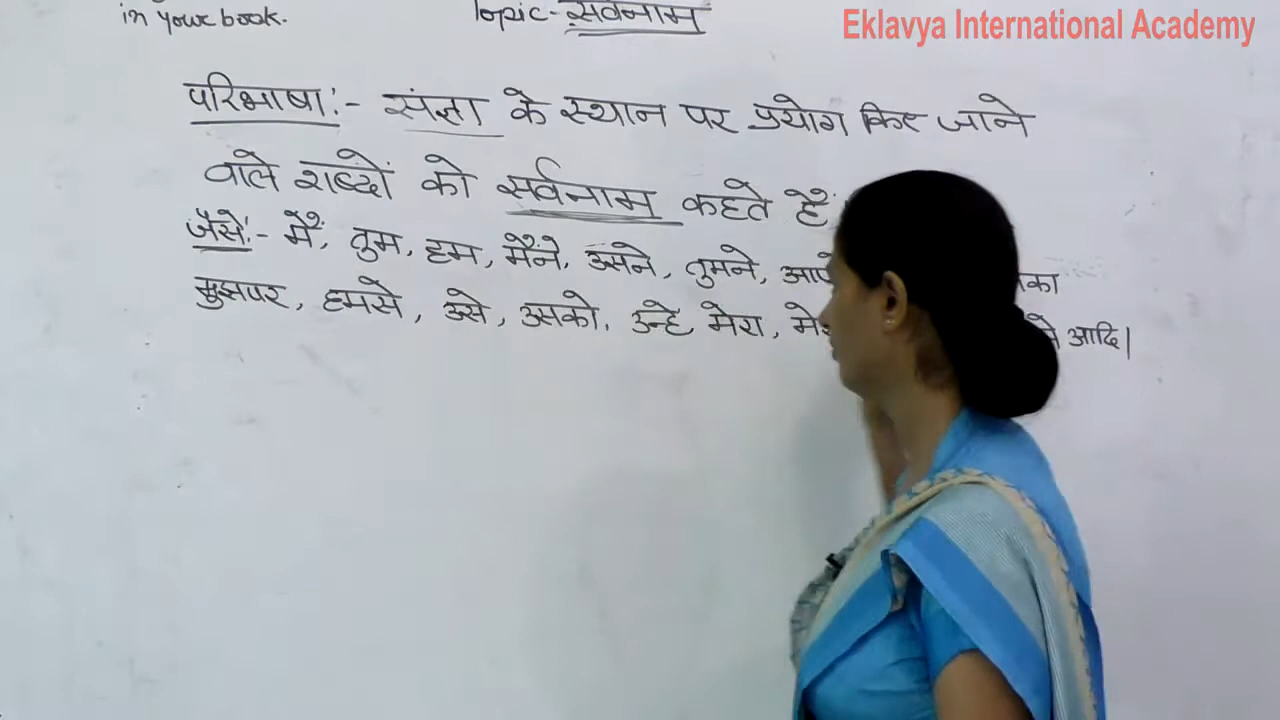 Eklavya International Academy
in your book. Topic- सर्वनाम
परिभाषा:- संज्ञा के स्थान पर प्रयोग किए जाने
वाले शब्दों को सर्वनाम कहते हैं
जैसे:- मैं, तुम, हम, मैंने, उसने, तुमने,
मुझपर, हमसे, उसे, उसको, उन्हे, मेरा, आदि।